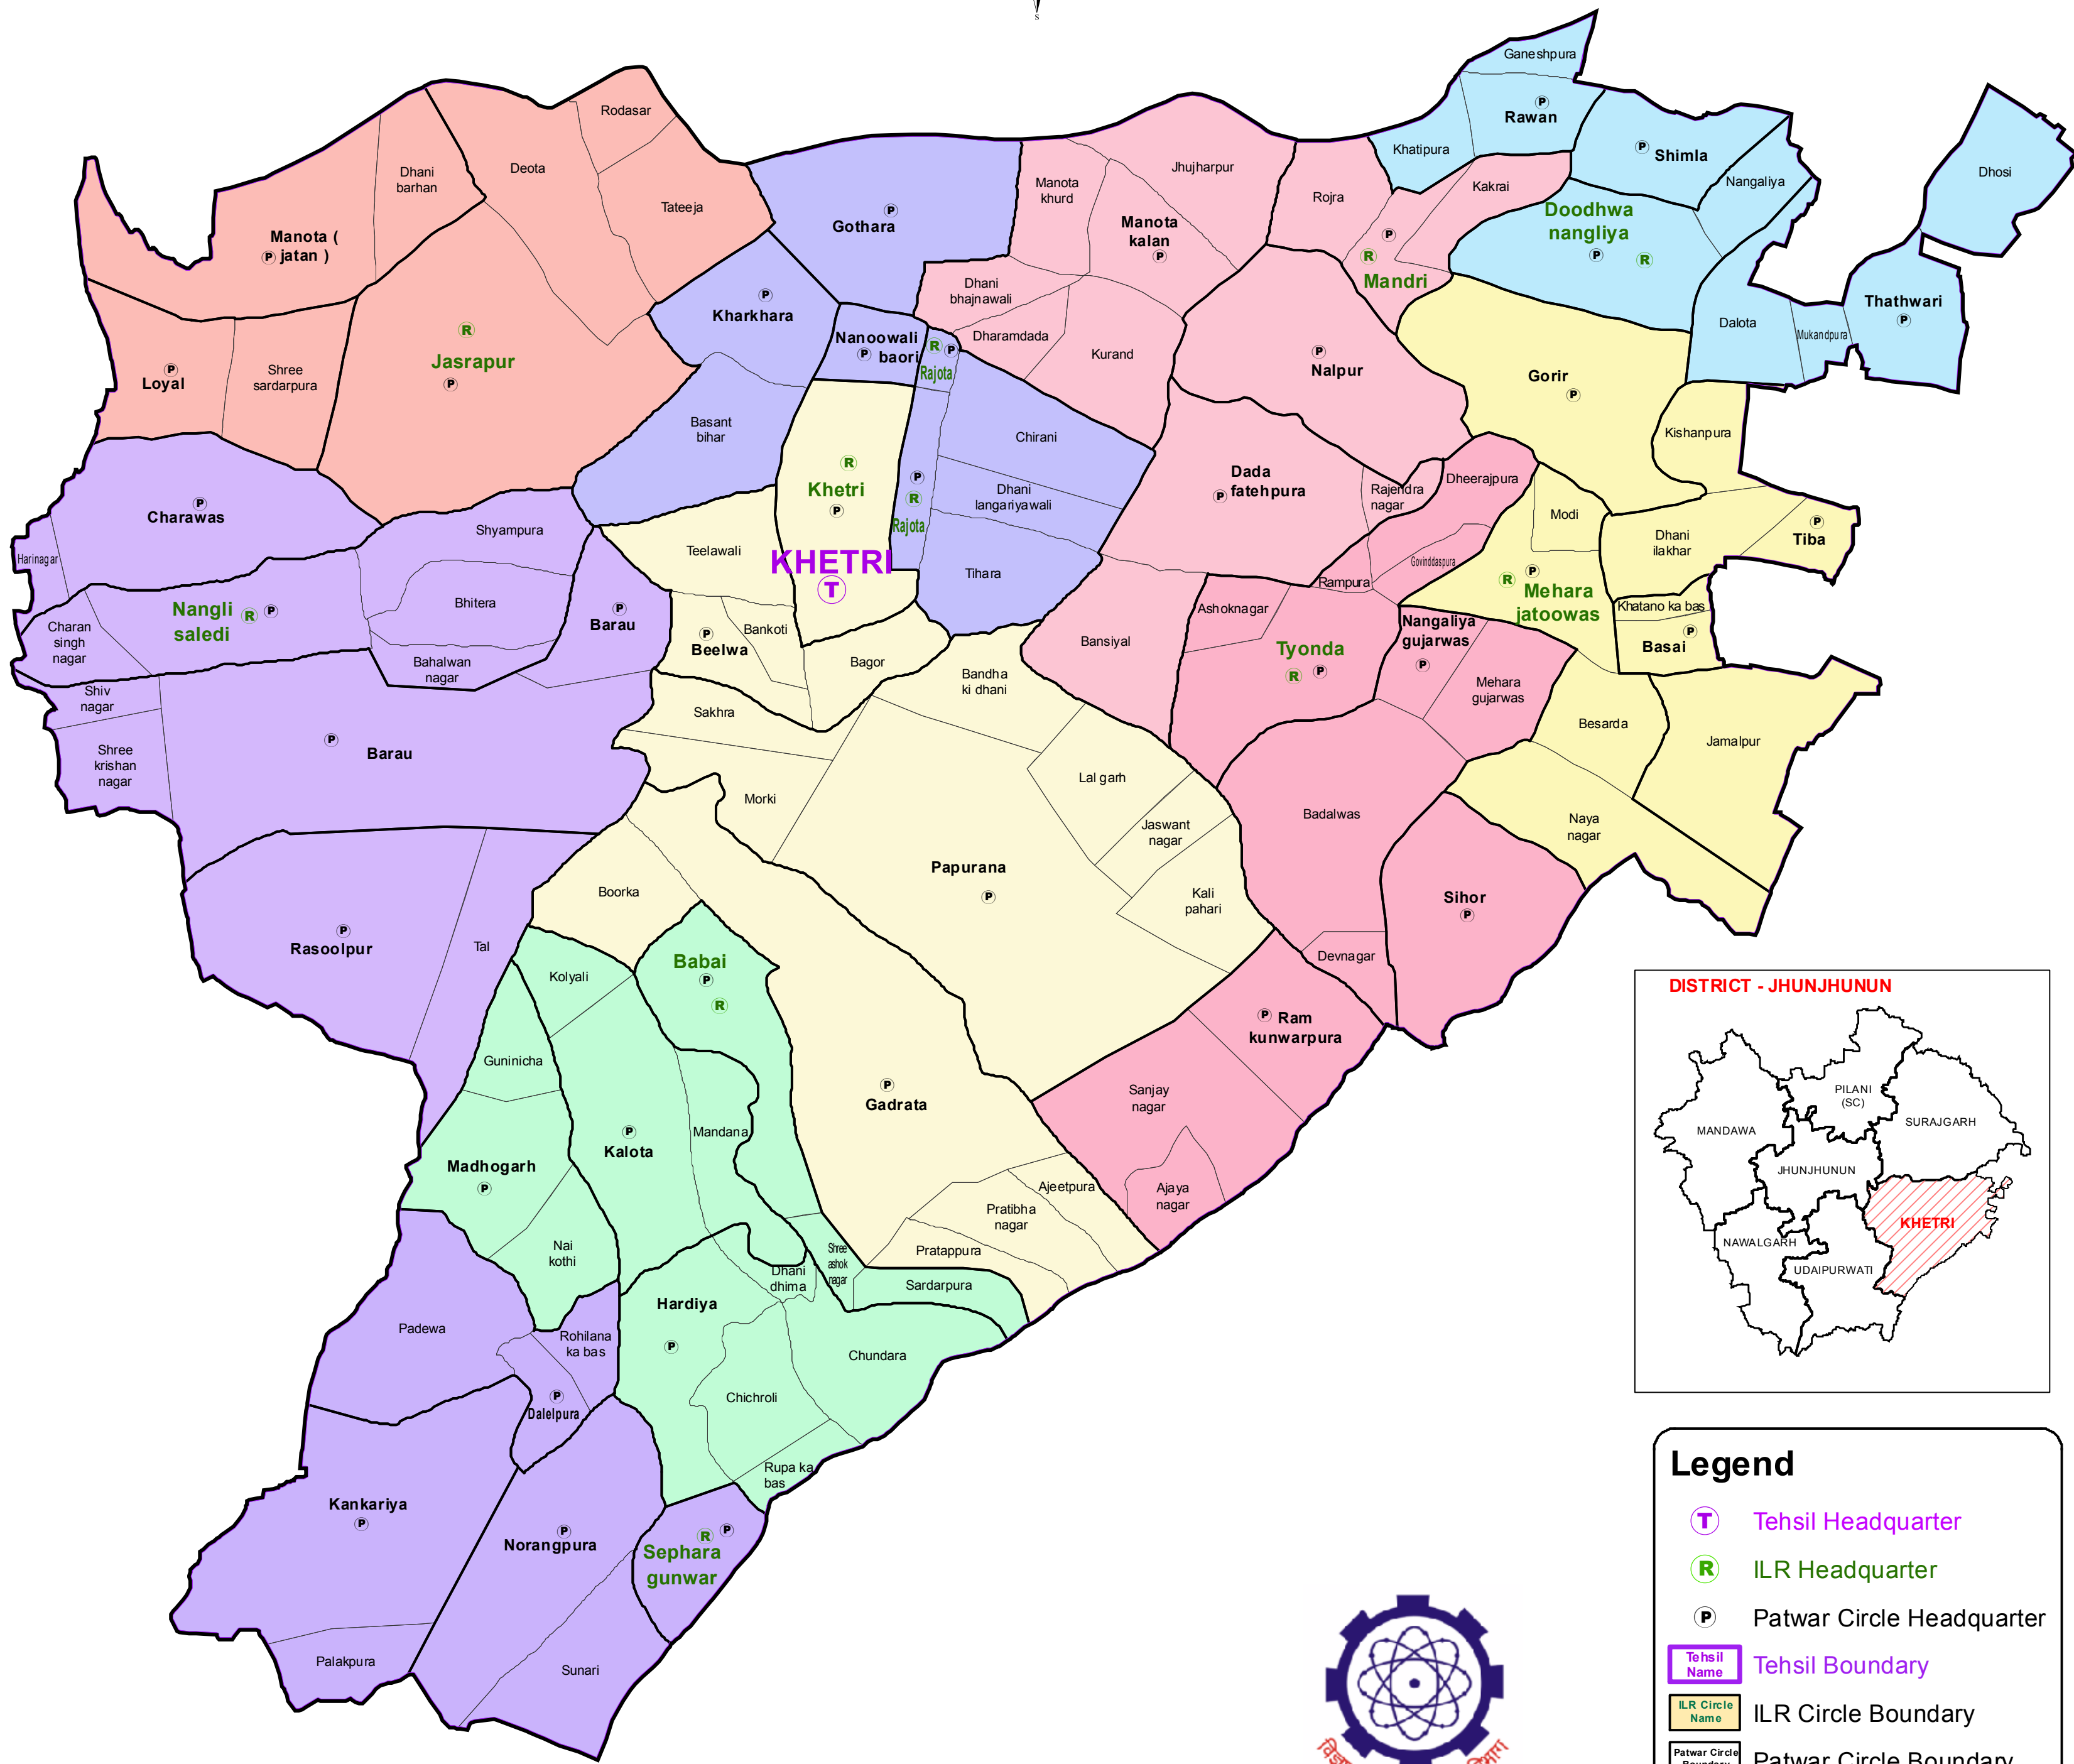 S
Ganeshpura
Rawan
P
Khatipura
Shimla
P
Nangaliya
Dhosi
Doodhwa
nangliya
P
R
Thathwari
P
Dalota
Mukandpura
Rodasar
Deota
Dhani
barhan
Tateeja
Manota (
P jatan )
Loyal
P
Shree
sardarpura
R
Jasrapur
P
Gothara
P
Kharkhara
P
Nanoowali
P baori
R P
Rajota
Basant
bihar
Manota
khurd
Jhujharpur
Manota
kalan
P
Dhani
bhajnawali
Dharamdada
Kurand
Rojra
Kakrai
P
R
Mandri
Nalpur
P
Gorir
P
Kishanpura
Chirani
Dhani
langariyawali
Tihara
P
R
Rajota
R
Khetri
P
KHETRI
T
Teelawali
Dada
P fatehpura
Rajendra
nagar
Dheerajpura
Govinddaspura
Rampura
Modi
Dhani
ilakhar
P
Tiba
P
R Mehara
jatoowas
Khatano ka bas
P
Basai
Charawas
P
Harinagar
Shyampura
Bhitera
Nangli
saledi
R P
Charan
singh
nagar
Bahalwan
nagar
P
Barau
Shiv
nagar
Shree
krishan
nagar
P
Barau
P
Beelwa
Bankoti
Bagor
Bandha
ki dhani
Bansiyal
Ashoknagar
Tyonda
R P
Nangaliya
gujarwas
P
Mehara
gujarwas
Besarda
Jamalpur
Naya
nagar
Sakhra
Morki
Lal garh
Jaswant
nagar
Kali
pahari
Papurana
P
Badalwas
Sihor
P
Devnagar
Boorka
P
Rasoolpur
Tal
Kolyali
Babai
P
R
Guninicha
P Ram
kunwarpura
Sanjay
nagar
Ajaya
nagar
P
Gadrata
Ajeetpura
Pratibha
nagar
Pratappura
P
Kalota
Mandana
Madhogarh
P
Nai
kothi
Shree
ashok
nagar
Dhani
dhima
Sardarpura
Hardiya
P
Chundara
Chichroli
Rupa ka
bas
Padewa
Rohilana
ka bas
P
Dalelpura
Kankariya
P
P
Norangpura
R P
Sephara
gunwar
Palakpura
Sunari
DISTRICT - JHUNJHUNUN
PILANI
(SC)
MANDAWA
SURAJGARH
JHUNJHUNUN
KHETRI
NAWALGARH
UDAIPURWATI
Legend
T Tehsil Headquarter
R ILR Headquarter
P Patwar Circle Headquarter
Tehsil
Name
Tehsil Boundary
ILR Circle
Name
ILR Circle Boundary
Patwar Circle
Boundary
Patwar Circle Boundary